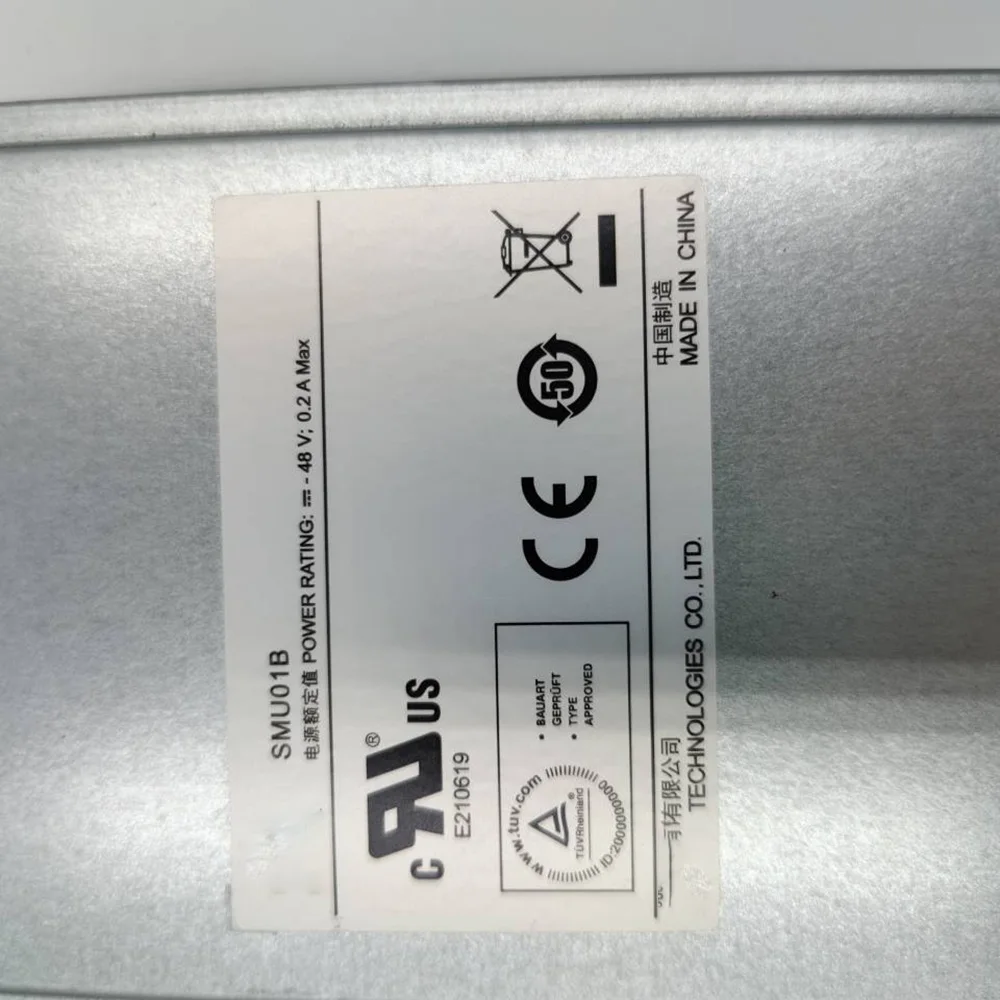 SMU01B
电源额定值 POWER RATING: ⎓ - 48 V; 0.2 A Max
c RU ® US
E210619
www.tuv.com
TÜVRheinland ®
ID:2000000000
• BAUART
GEPRÜFT
• TYPE
APPROVED
CE
50
有限公司
中国制造
TECHNOLOGIES CO., LTD.
MADE IN CHINA